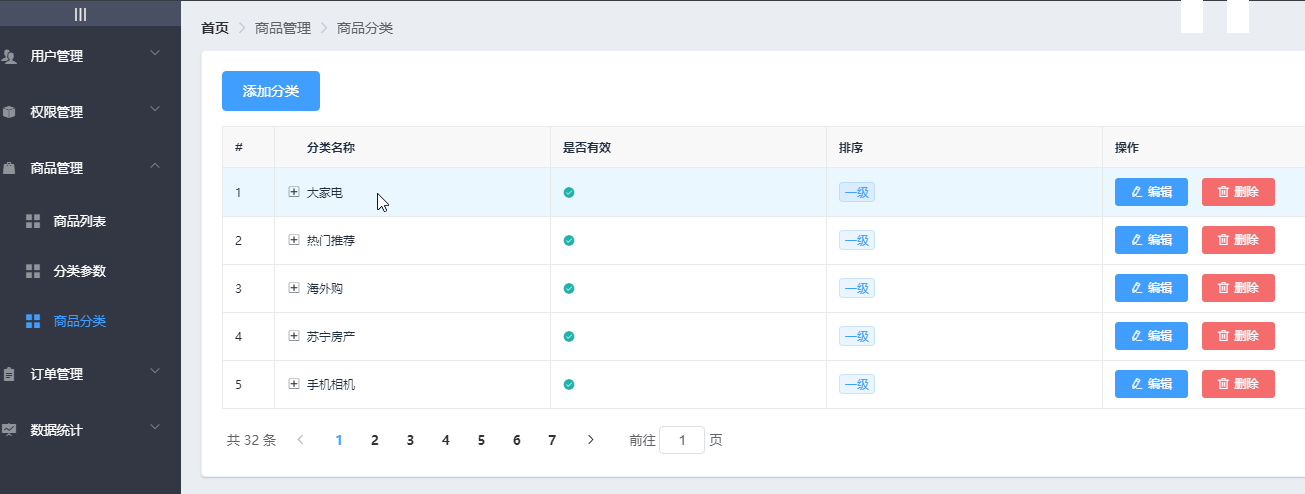 |||
用户管理
权限管理
商品管理
商品列表
分类参数
商品分类
订单管理
数据统计
首页 商品管理 商品分类
添加分类
# 分类名称 是否有效 排序 操作
1 大家电 一级 编辑 删除
2 热门推荐 一级 编辑 删除
3 海外购 一级 编辑 删除
4 苏宁房产 一级 编辑 删除
5 手机相机 一级 编辑 删除
共 32 条 1 2 3 4 5 6 7 前往 1 页